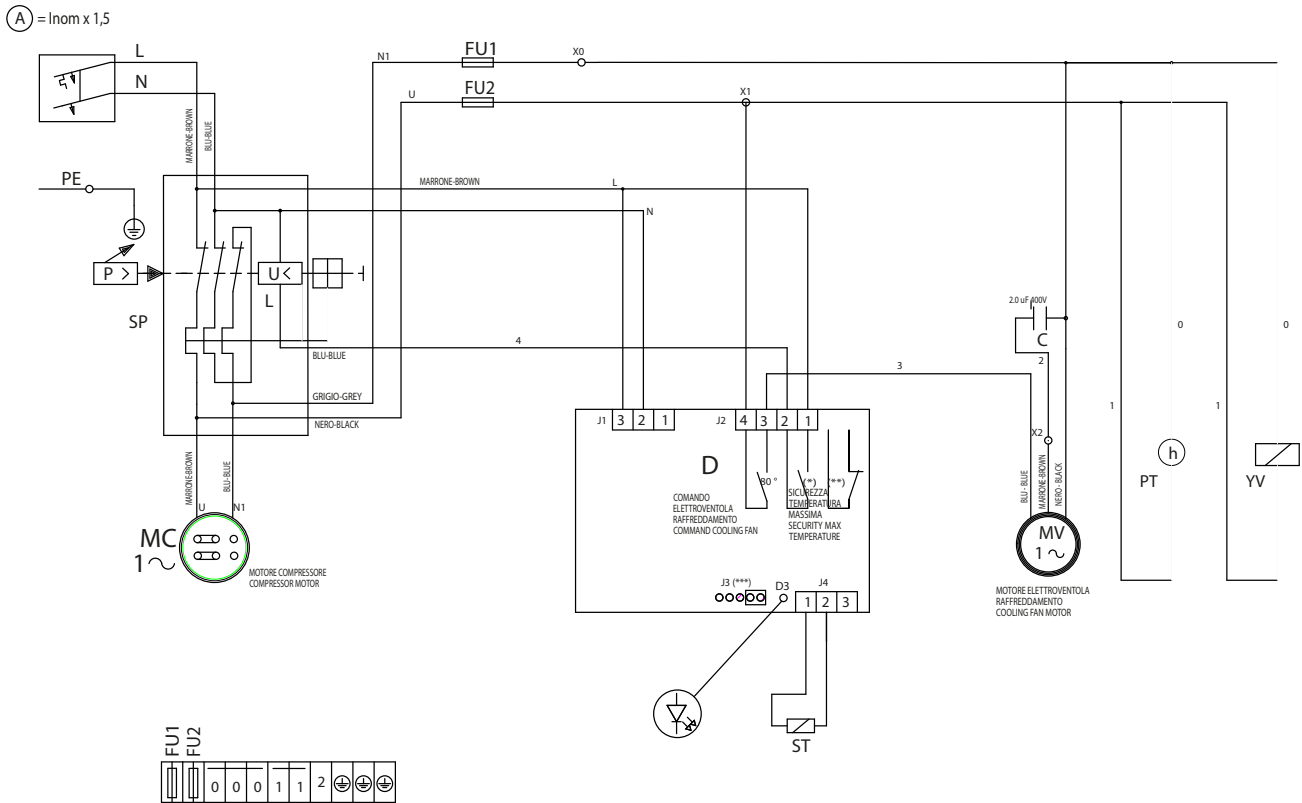 A = Inom x 1,5
L
N
MARRONE-BROWN
BLU-BLUE
PE
P >
SP
U<
L
N1
FU1
X0
U
FU2
X1
MARRONE-BROWN
L
N
BLU-BLUE
4
GRIGIO-GREY
NERO-BLACK
3
2.0 uF 400V
C
2
0
0
1
1
X2
MARRONE-BROWN
BLU-BLUE
U
N1
MC
1
MOTORE COMPRESSORE
COMPRESSOR MOTOR
J1 3 2 1
J2 4 3 2 1
D
80 °
(*)
(**)
COMANDO
ELETTROVENTOLA
RAFFREDDAMENTO
COMMAND COOLING FAN
SICUREZZA
TEMPERATURA
MASSIMA
SECURITY MAX
TEMPERATURE
J3 (***)
D3
J4
1 2 3
ST
BLU - BLUE
MARRONE-BROWN
NERO - BLACK
MV
1
MOTORE ELETTROVENTOLA
RAFFREDDAMENTO
COOLING FAN MOTOR
PT
h
YV
FU1
FU2
0 0 0 1 1 2